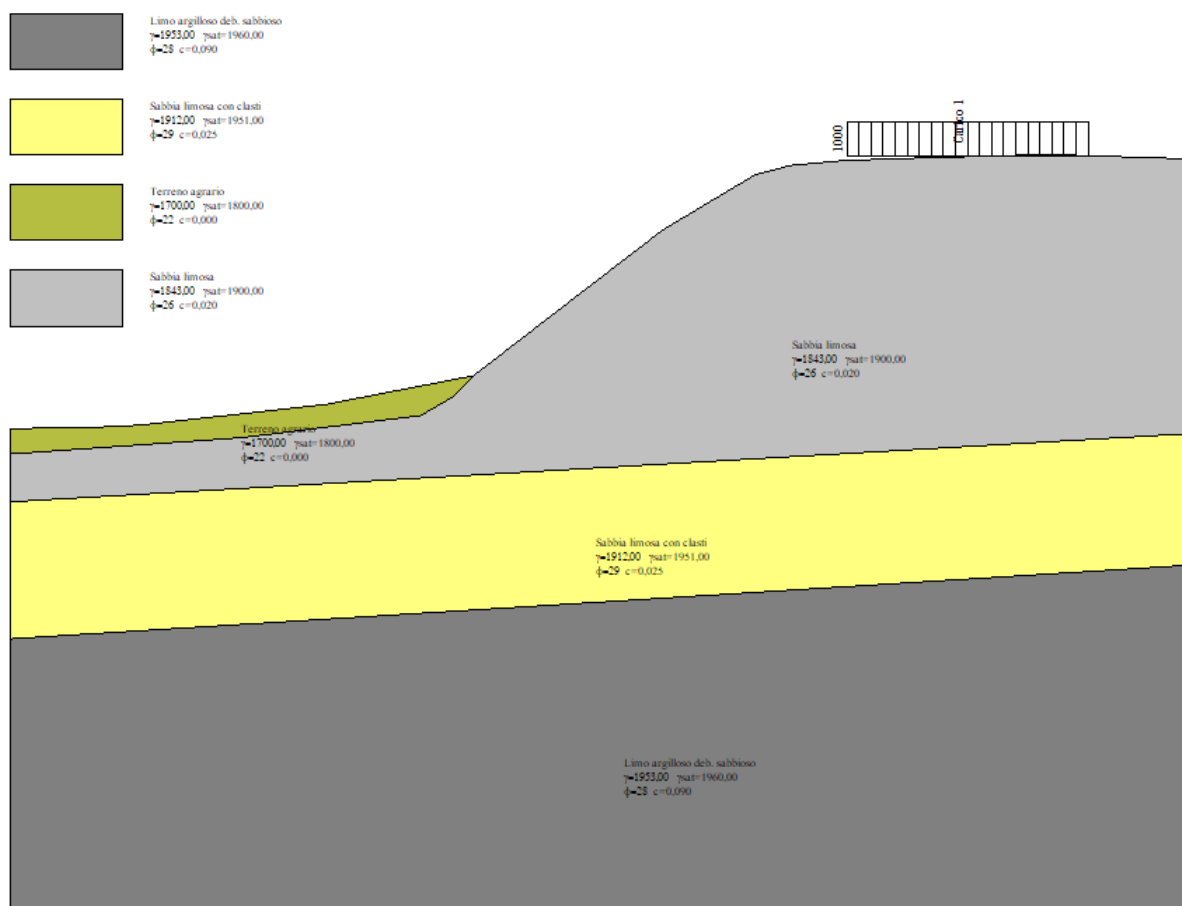 Limo argilloso deb. sabbioso
γ=1953,00 γsat=1960,00
ϕ=28 c=0,090
Sabbia limosa con clasti
γ=1912,00 γsat=1951,00
ϕ=29 c=0,025
Terreno agrario
γ=1700,00 γsat=1800,00
ϕ=22 c=0,000
Sabbia limosa
γ=1843,00 γsat=1900,00
ϕ=26 c=0,020
1000
Carico 1
Sabbia limosa
γ=1843,00 γsat=1900,00
ϕ=26 c=0,020
Terreno agrario
γ=1700,00 γsat=1800,00
ϕ=22 c=0,000
Sabbia limosa con clasti
γ=1912,00 γsat=1951,00
ϕ=29 c=0,025
Limo argilloso deb. sabbioso
γ=1953,00 γsat=1960,00
ϕ=28 c=0,090